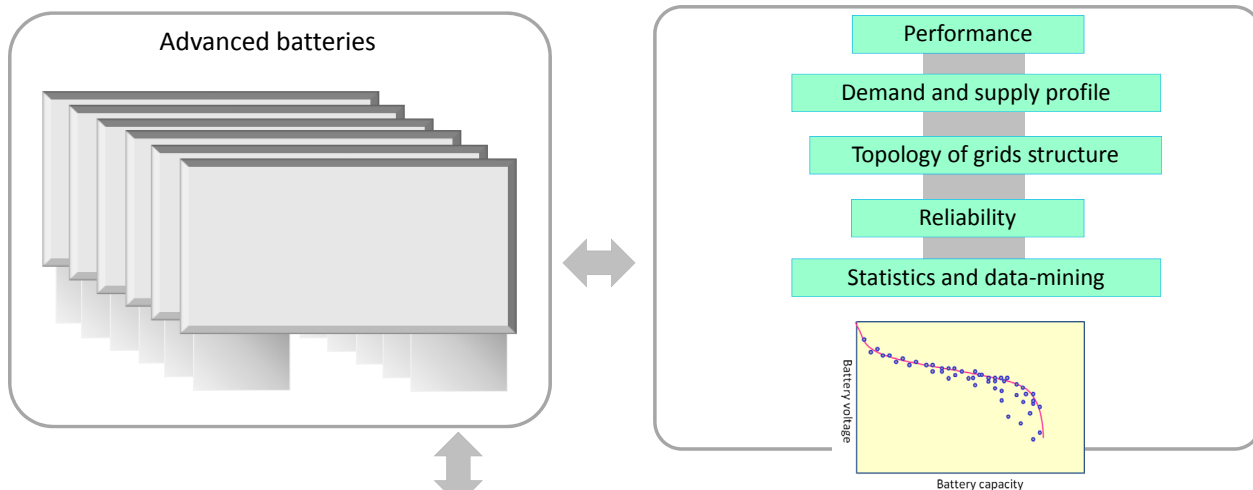 Advanced batteries
Performance
Demand and supply profile
Topology of grids structure
Reliability
Statistics and data-mining
Battery voltage
Battery capacity